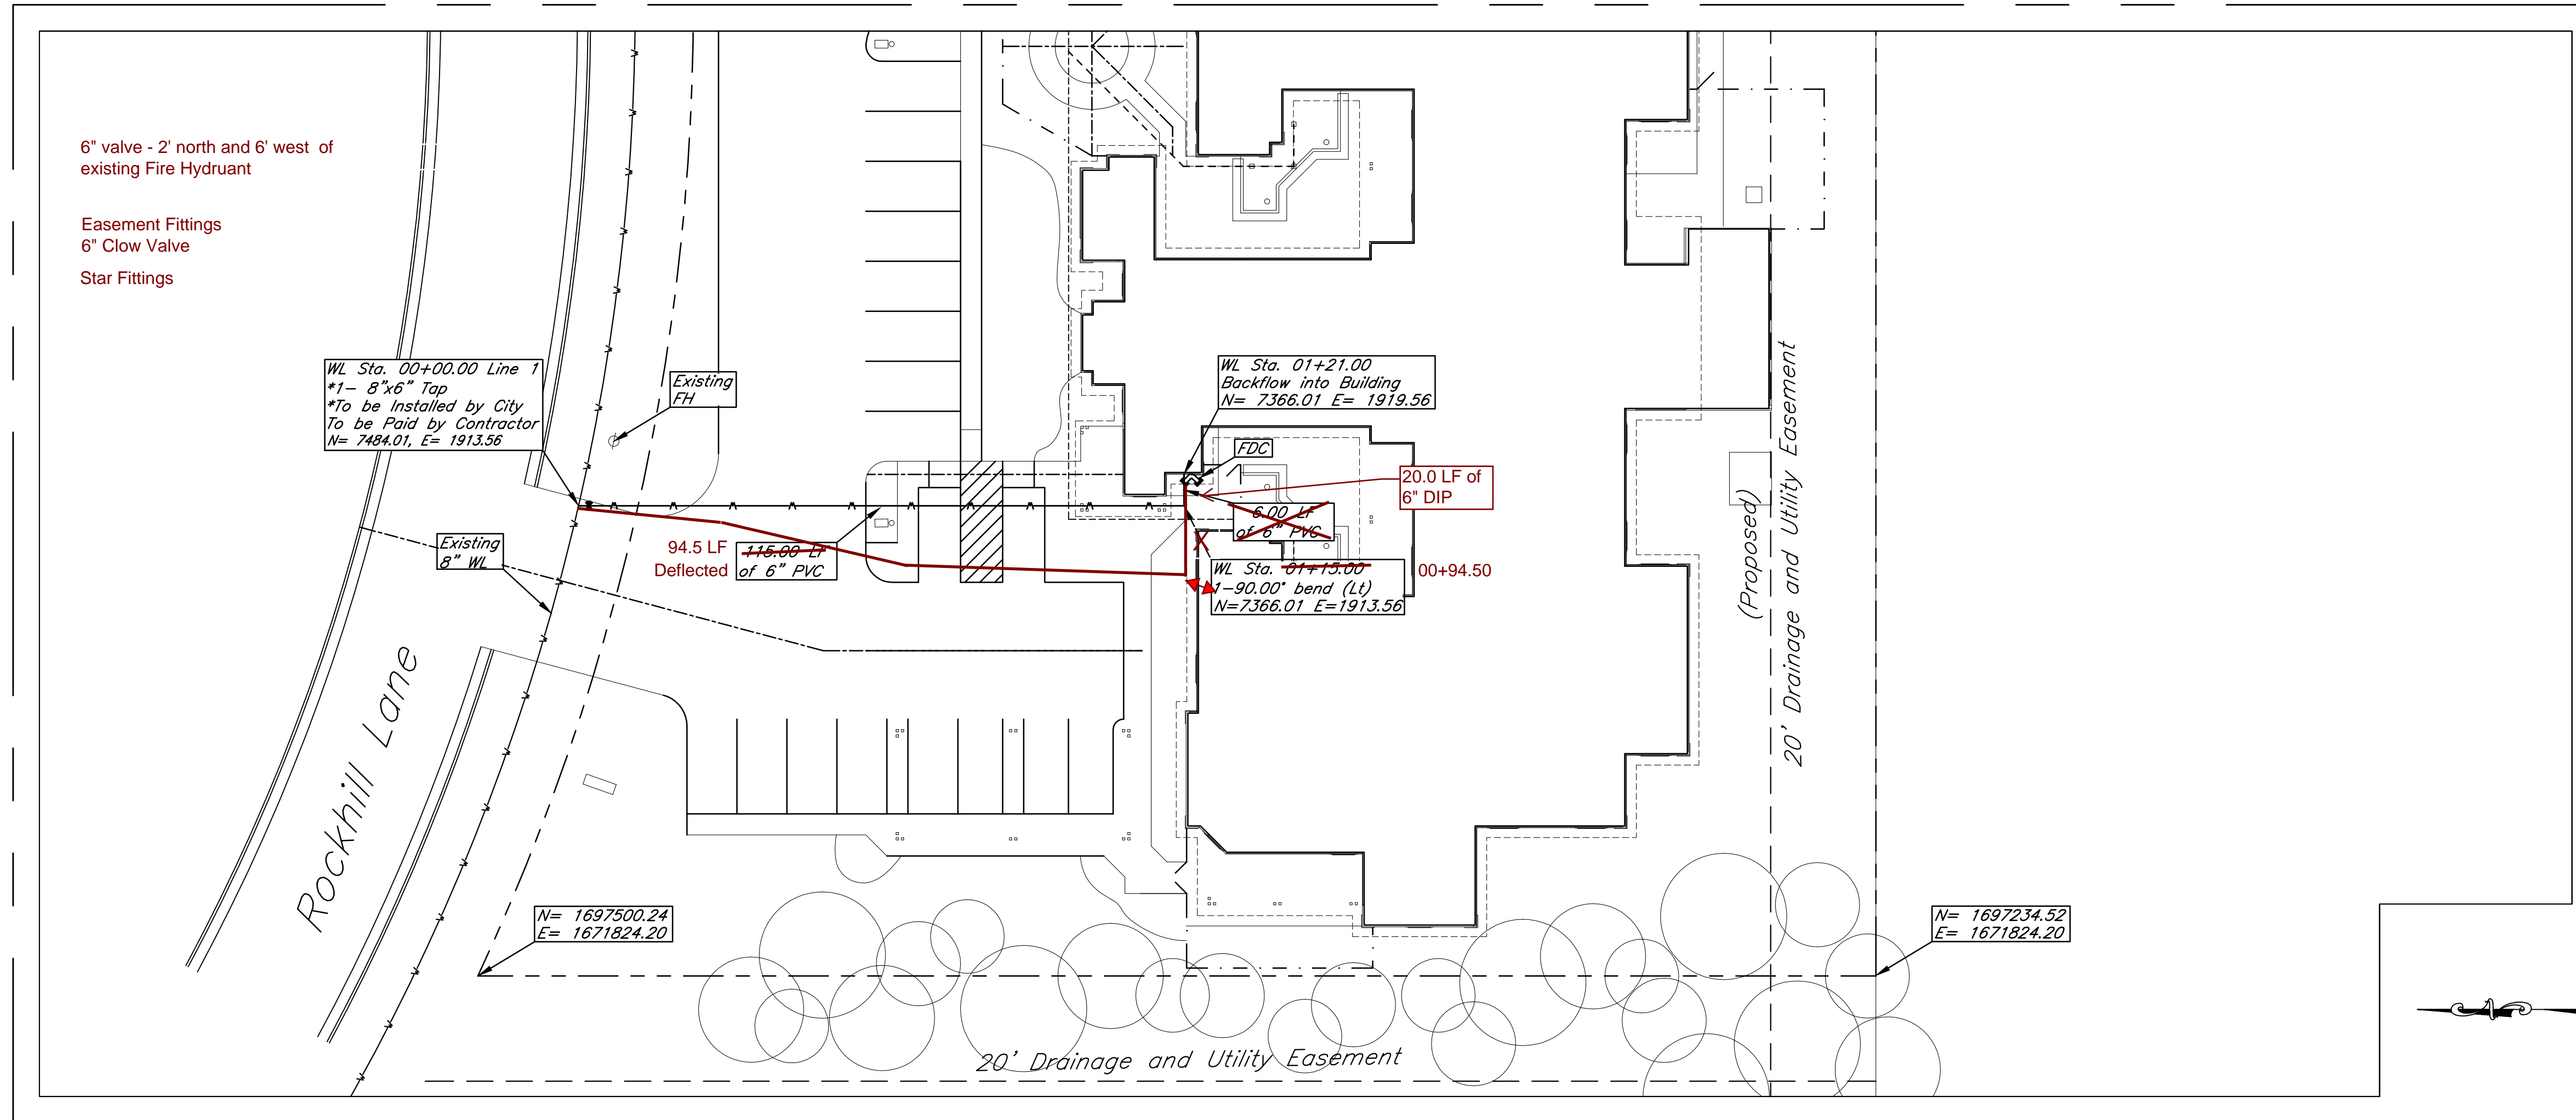 6" valve - 2' north and 6' west of
existing Fire Hydruant
Easement Fittings
6" Clow Valve
Star Fittings
WL Sta. 00+00.00 Line 1
*1- 8"x6" Tap
*To be Installed by City
To be Paid by Contractor
N= 7484.01, E= 1913.56
Existing
FH
WL Sta. 01+21.00
Backflow into Building
N= 7366.01 E= 1919.56
FDC
20.0 LF of
6" DIP
6.00 LF
of 6" PVC
Existing
8" WL
94.5 LF
Deflected
115.00 LF
of 6" PVC
WL Sta. 01+15.00
1-90.00° bend (Lt)
N=7366.01 E=1913.56
00+94.50
(Proposed)
20' Drainage and Utility Easement
Rockhill Lane
N= 1697500.24
E= 1671824.20
N= 1697234.52
E= 1671824.20
20' Drainage and Utility Easement